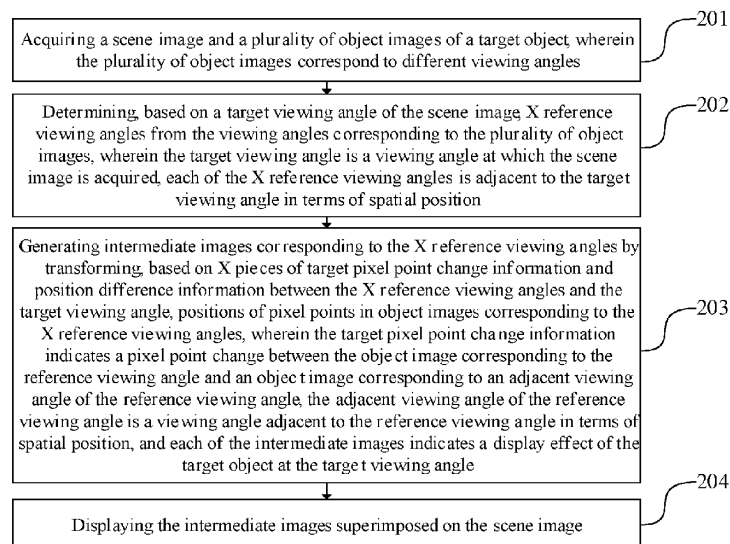 201
Acquiring a scene image and a plurality of object images of a target object, wherein
the plurality of object images correspond to different viewing angles
202
Determining, based on a target viewing angle of the scene image, X reference
viewing angles from the viewing angles corresponding to the plurality of object
images, wherein the target viewing angle is a viewing angle at which the scene
image is acquired, each of the X reference viewing angles is adjacent to the target
viewing angle in terms of spatial position
Generating intermediate images corresponding to the X reference viewing angles by
transforming, based on X pieces of target pixel point change information and
position difference information between the X reference viewing angles and the
target viewing angle, positions of pixel points in object images corresponding to the
X reference viewing angles, wherein the target pixel point change information
indicates a pixel point change between the object image corresponding to the
reference viewing angle and an object image corresponding to an adjacent viewing
angle of the reference viewing angle, the adjacent viewing angle of the reference
viewing angle is a viewing angle adjacent to the reference viewing angle in terms of
spatial position, and each of the intermediate images indicates a display effect of the
target object at the target viewing angle
203
204
Displaying the intermediate images superimposed on the scene image